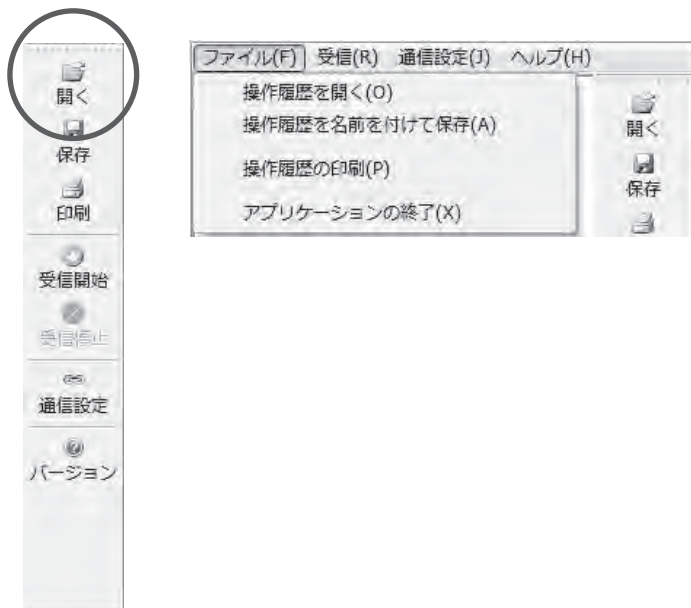 開く
保存
印刷
受信開始
受信停止
通信設定
バージョン
ファイル(F) 受信(R) 通信設定(J) ヘルプ(H)
操作履歴を開く(O)
操作履歴を名前を付けて保存(A)
操作履歴の印刷(P)
アプリケーションの終了(X)
開く
保存